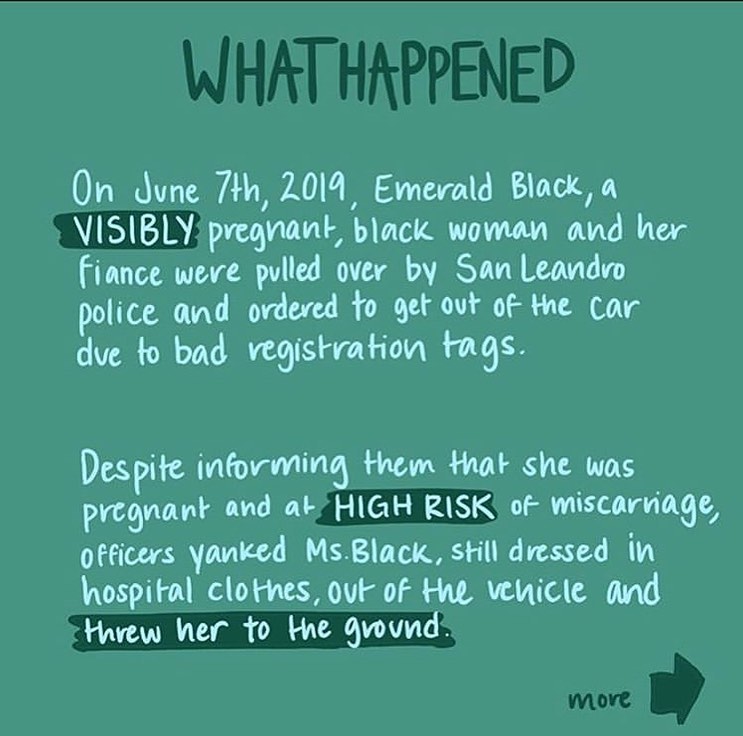 WHAT HAPPENED
On June 7th, 2019, Emerald Black, a
VISIBLY pregnant, black woman and her
fiance were pulled over by San Leandro
police and ordered to get out of the car
due to bad registration tags.
Despite informing them that she was
pregnant and at HIGH RISK of miscarriage,
officers yanked Ms. Black, still dressed in
hospital clothes, out of the vehicle and
threw her to the ground.
more